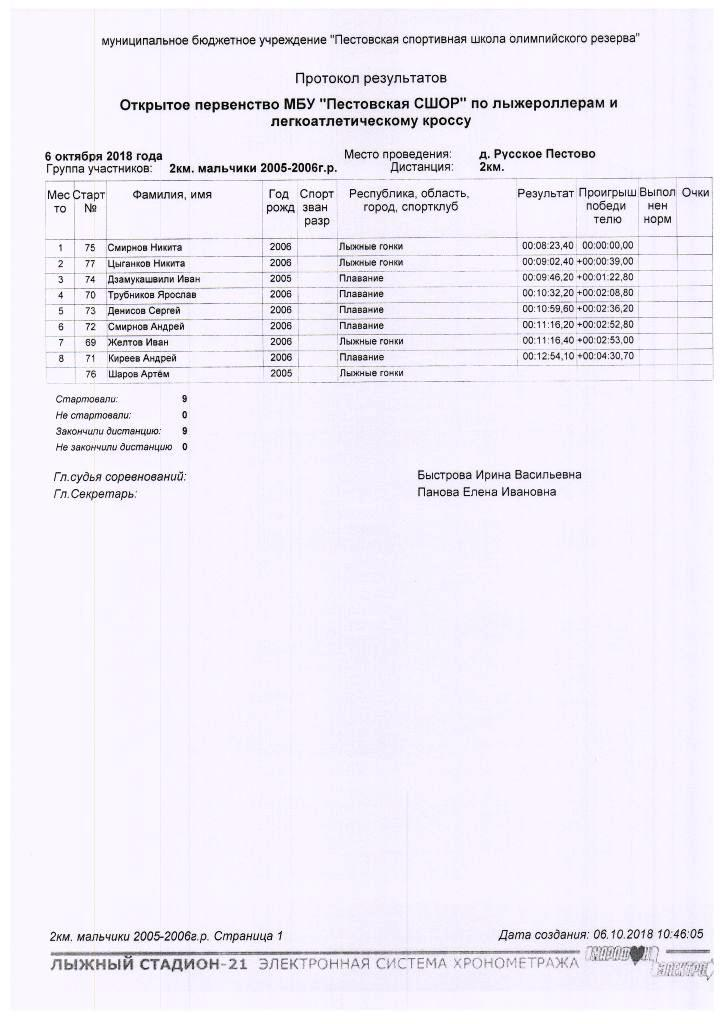 муниципальное бюджетное учреждение "Пестовская спортивная школа олимпийского резерва"
Протокол результатов
Открытое первенство МБУ "Пестовская СШОР" по лыжероллерам и
легкоатлетическому кроссу
6 октября 2018 года Место проведения: д. Русское Пестово
Группа участников: 2км. мальчики 2005-2006г.р. Дистанция: 2км.
Мес то Старт № Фамилия, имя Год рожд Спорт зван разр Республика, область, город, спортклуб Результат Проигрыш победи телю Выпол нен норм Очки
1 75 Смирнов Никита 2006 Лыжные гонки 00:08:23,40 00:00:00,00
2 77 Цыганков Никита 2006 Лыжные гонки 00:09:02,40 +00:00:39,00
3 74 Дзамукашвили Иван 2005 Плавание 00:09:46,20 +00:01:22,80
4 70 Трубников Ярослав 2006 Плавание 00:10:32,20 +00:02:08,80
5 73 Денисов Сергей 2006 Плавание 00:10:59,60 +00:02:36,20
6 72 Смирнов Андрей 2006 Плавание 00:11:16,20 +00:02:52,80
7 69 Желтов Иван 2006 Лыжные гонки 00:11:16,40 +00:02:53,00
8 71 Киреев Андрей 2006 Плавание 00:12:54,10 +00:04:30,70
76 Шаров Артём 2005 Лыжные гонки
Стартовали: 9
Не стартовали: 0
Закончили дистанцию: 9
Не закончили дистанцию 0
Гл.судья соревнований: Быстрова Ирина Васильевна
Гл.Секретарь: Панова Елена Ивановна
2км. мальчики 2005-2006г.р. Страница 1 Дата создания: 06.10.2018 10:46:05
ЛЫЖНЫЙ СТАДИОН-21 ЭЛЕКТРОННАЯ СИСТЕМА ХРОНОМЕТРАЖА